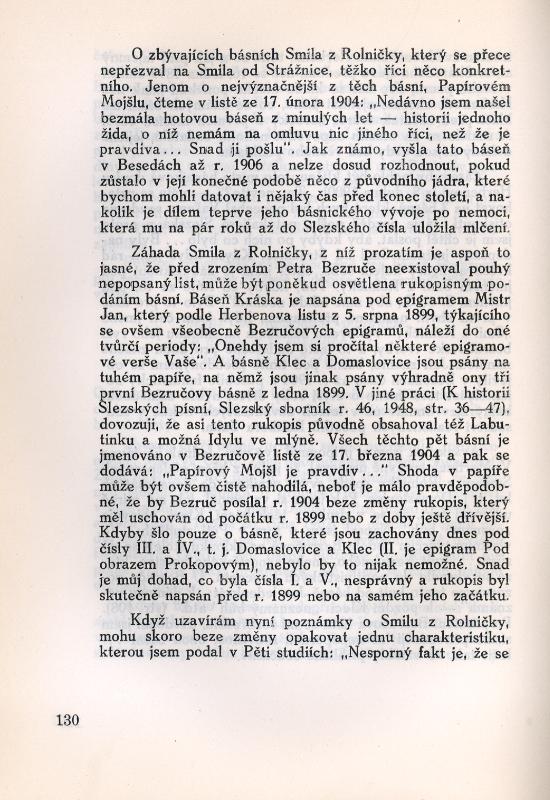 O zbývajících básních Smila z Rolničky, který se přece
nepřezval na Smila od Strážnice, těžko říci něco konkret-
ního. Jenom o nejvýznačnější z těch básní, Papírovém
Mojšlu, čteme v listě ze 17. února 1904: „Nedávno jsem našel
bezmála hotovou báseň z minulých let — historii jednoho
žida, o níž nemám na omluvu nic jiného říci, než že je
pravdiva... Snad ji pošlu“. Jak známo, vyšla tato báseň
v Besedách až r. 1906 a nelze dosud rozhodnout, pokud
zůstalo v její konečné podobě něco z původního jádra, které
bychom mohli datovat i nějaký čas před konec století, a na-
kolik je dílem teprve jeho básnického vývoje po nemoci,
která mu na pár roků až do Slezského čísla uložila mlčení.
Záhada Smila z Rolničky, z níž prozatím je aspoň to
jasné, že před zrozením Petra Bezruče neexistoval pouhý
nepopsaný list, může být poněkud osvětlena rukopisným po-
dáním básní. Báseň Kráska je napsána pod epigramem Mistr
Jan, který podle Herbenova listu z 5. srpna 1899, týkajícího
se ovšem všeobecně Bezručových epigramů, náleží do oné
tvůrčí periody: „Onehdy jsem si pročítal některé epigramo-
vé verše Vaše“. A básně Klec a Domaslovice jsou psány na
tuhém papíře, na němž jsou jinak psány výhradně ony tři
první Bezručovy básně z ledna 1899. V jiné práci (K historii
Slezských písní, Slezský sborník r. 46, 1948, str. 36—47),
dovozuji, že asi tento rukopis původně obsahoval též Labu-
tinku a možná Idylu ve mlýně. Všech těchto pět básní je
jmenováno v Bezručově listě ze 17. března 1904 a pak se
dodává: „Papírový Mojšl je pravdiv...“ Shoda v papíře
může být ovšem čistě nahodilá, neboť je málo pravděpodob-
né, že by Bezruč posílal r. 1904 beze změny rukopis, který
měl uschován od počátku r. 1899 nebo z doby ještě dřívější.
Kdyby šlo pouze o básně, které jsou zachovány dnes pod
čísly III. a IV., t. j. Domaslovice a Klec (II. je epigram Pod
obrazem Prokopovým), nebylo by to nijak nemožné. Snad
je můj dohad, co byla čísla I. a V., nesprávný a rukopis byl
skutečně napsán před r. 1899 nebo na samém jeho začátku.
Když uzavírám nyní poznámky o Smilu z Rolničky,
mohu skoro beze změny opakovat jednu charakteristiku,
kterou jsem podal v Pěti studiích: „Nesporný fakt je, že se
130